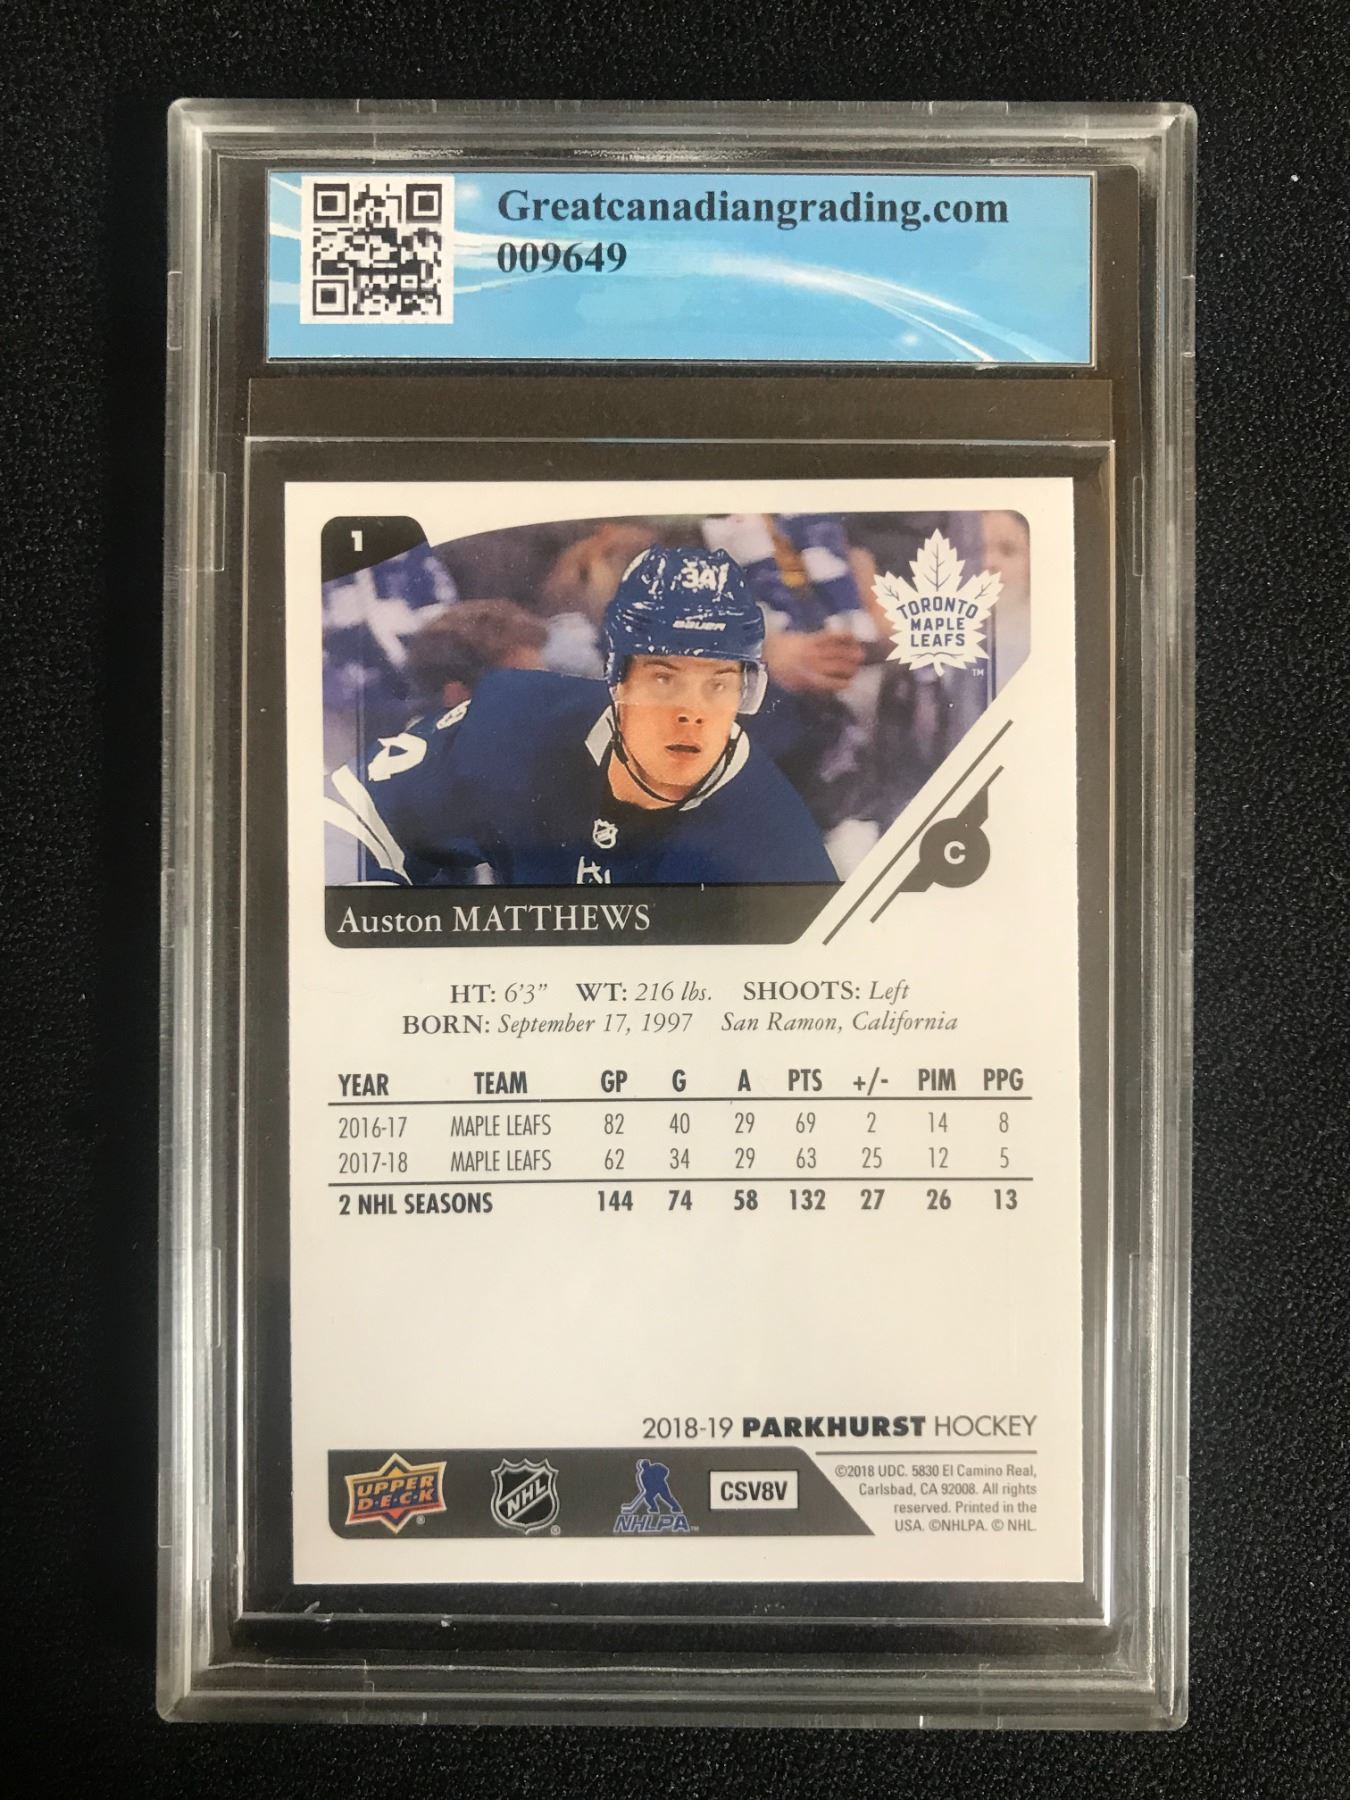 Greatcanadiangrading.com
009649
1
34
BAUER
TORONTO
MAPLE
LEAFS
TM
C
Auston MATTHEWS
HT: 6'3" WT: 216 lbs. SHOOTS: Left
BORN: September 17, 1997 San Ramon, California
YEAR TEAM GP G A PTS +/- PIM PPG
2016-17 MAPLE LEAFS 82 40 29 69 2 14 8
2017-18 MAPLE LEAFS 62 34 29 63 25 12 5
2 NHL SEASONS 144 74 58 132 27 26 13
2018-19 PARKHURST HOCKEY
UPPER
D·E·C·K
®
NHL
®
NHLPA
TM
CSV8V
©2018 UDC. 5830 El Camino Real,
Carlsbad, CA 92008. All rights
reserved. Printed in the
USA. ©NHLPA. © NHL.